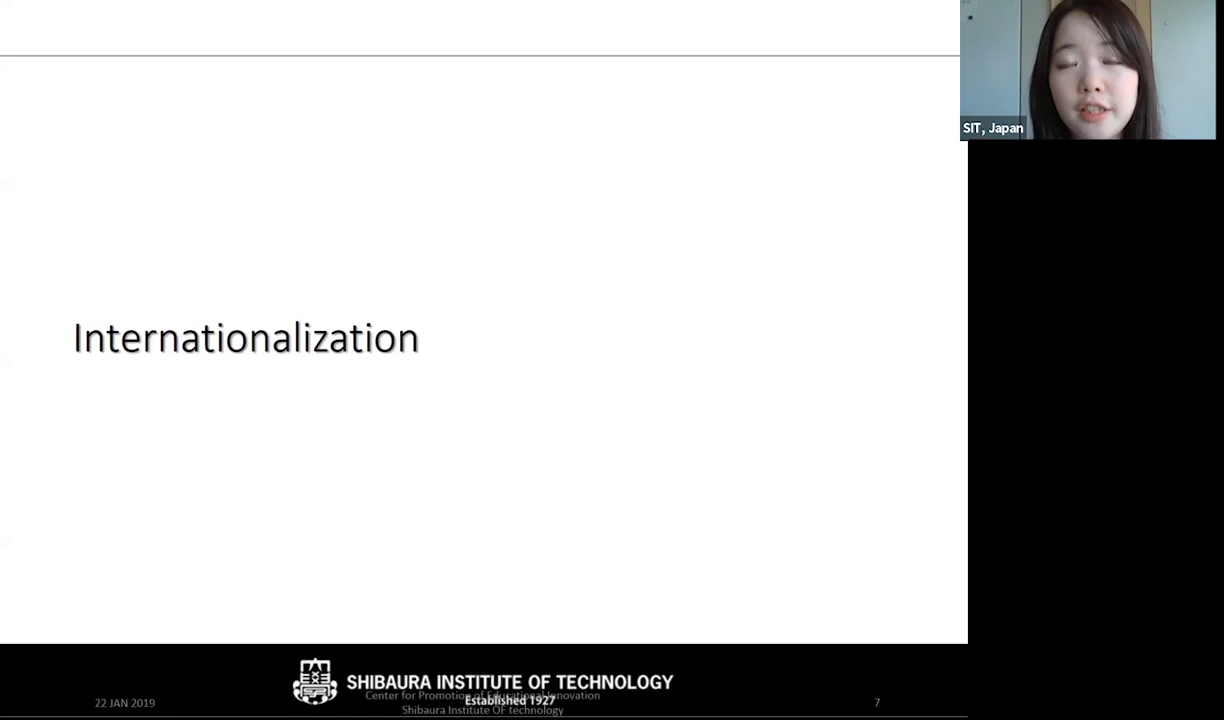 SIT, Japan
Internationalization
SHIBAURA INSTITUTE OF TECHNOLOGY
Center for Promotion of Educational Innovation
Established 1927
Shibaura Institute OF technology
22 JAN 2019
7